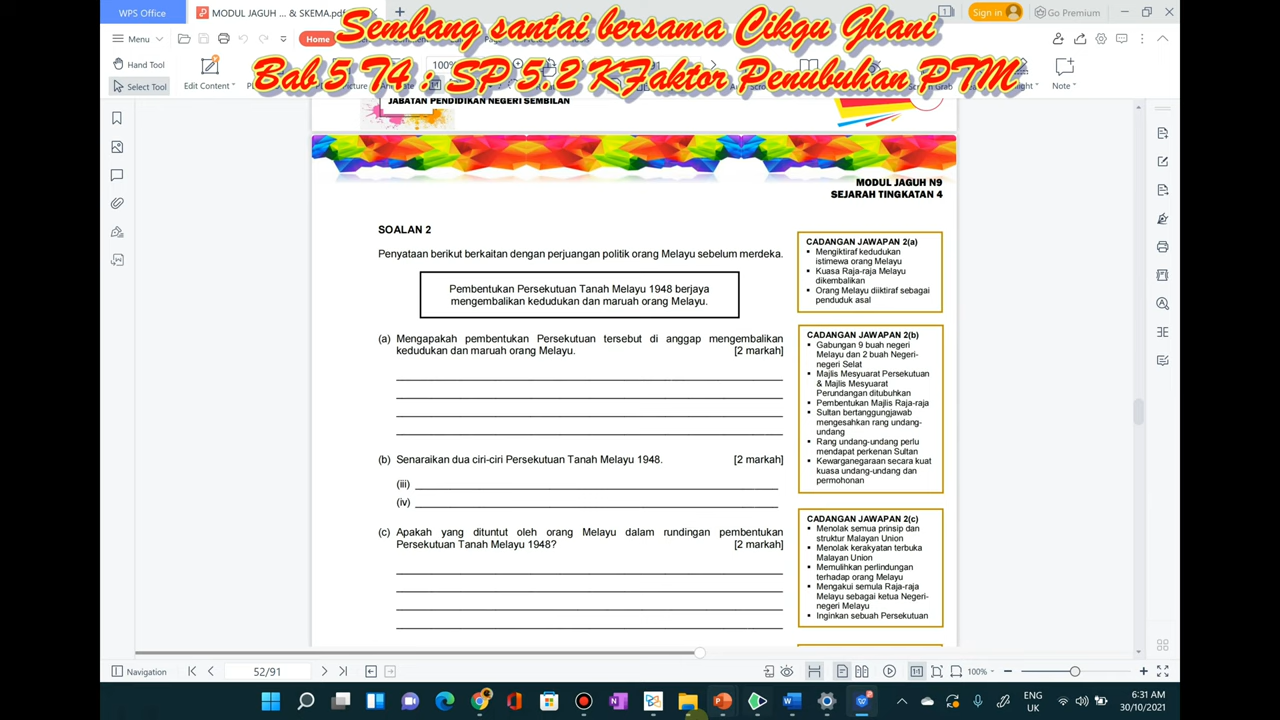 WPS Office
MODUL JAGUH N ... & SKEMA.pdf
Sign in
Go Premium
Sembang santai bersama Cikgu Ghani
Menu
Home
Bab 5 T4 : SP 5.2 KFaktor Penubuhan PTM
Hand Tool
100%
Select Tool
Edit Content
Note
JABATAN PENDIDIKAN NEGERI SEMBILAN
MODUL JAGUH N9
SEJARAH TINGKATAN 4
SOALAN 2
Penyataan berikut berkaitan dengan perjuangan politik orang Melayu sebelum merdeka.
Pembentukan Persekutuan Tanah Melayu 1948 berjaya
mengembalikan kedudukan dan maruah orang Melayu.
(a) Mengapakah pembentukan Persekutuan tersebut di anggap mengembalikan
kedudukan dan maruah orang Melayu. [2 markah]
(b) Senaraikan dua ciri-ciri Persekutuan Tanah Melayu 1948. [2 markah]
(iii)
(iv)
(c) Apakah yang dituntut oleh orang Melayu dalam rundingan pembentukan
Persekutuan Tanah Melayu 1948? [2 markah]
CADANGAN JAWAPAN 2(a)
▪ Mengiktiraf kedudukan
istimewa orang Melayu
▪ Kuasa Raja-raja Melayu
dikembalikan
▪ Orang Melayu diiktiraf sebagai
penduduk asal
CADANGAN JAWAPAN 2(b)
▪ Gabungan 9 buah negeri
Melayu dan 2 buah Negeri-
negeri Selat
▪ Majlis Mesyuarat Persekutuan
& Majlis Mesyuarat
Perundangan ditubuhkan
▪ Pembentukan Majlis Raja-raja
▪ Sultan bertanggungjawab
mengesahkan rang undang-
undang
▪ Rang undang-undang perlu
mendapat perkenan Sultan
▪ Kewarganegaraan secara kuat
kuasa undang-undang dan
permohonan
CADANGAN JAWAPAN 2(c)
▪ Menolak semua prinsip dan
struktur Malayan Union
▪ Menolak kerakyatan terbuka
Malayan Union
▪ Memulihkan perlindungan
terhadap orang Melayu
▪ Mengakui semula Raja-raja
Melayu sebagai ketua Negeri-
negeri Melayu
▪ Inginkan sebuah Persekutuan
Navigation
52/91
100%
ENG
UK
6:31 AM
30/10/2021